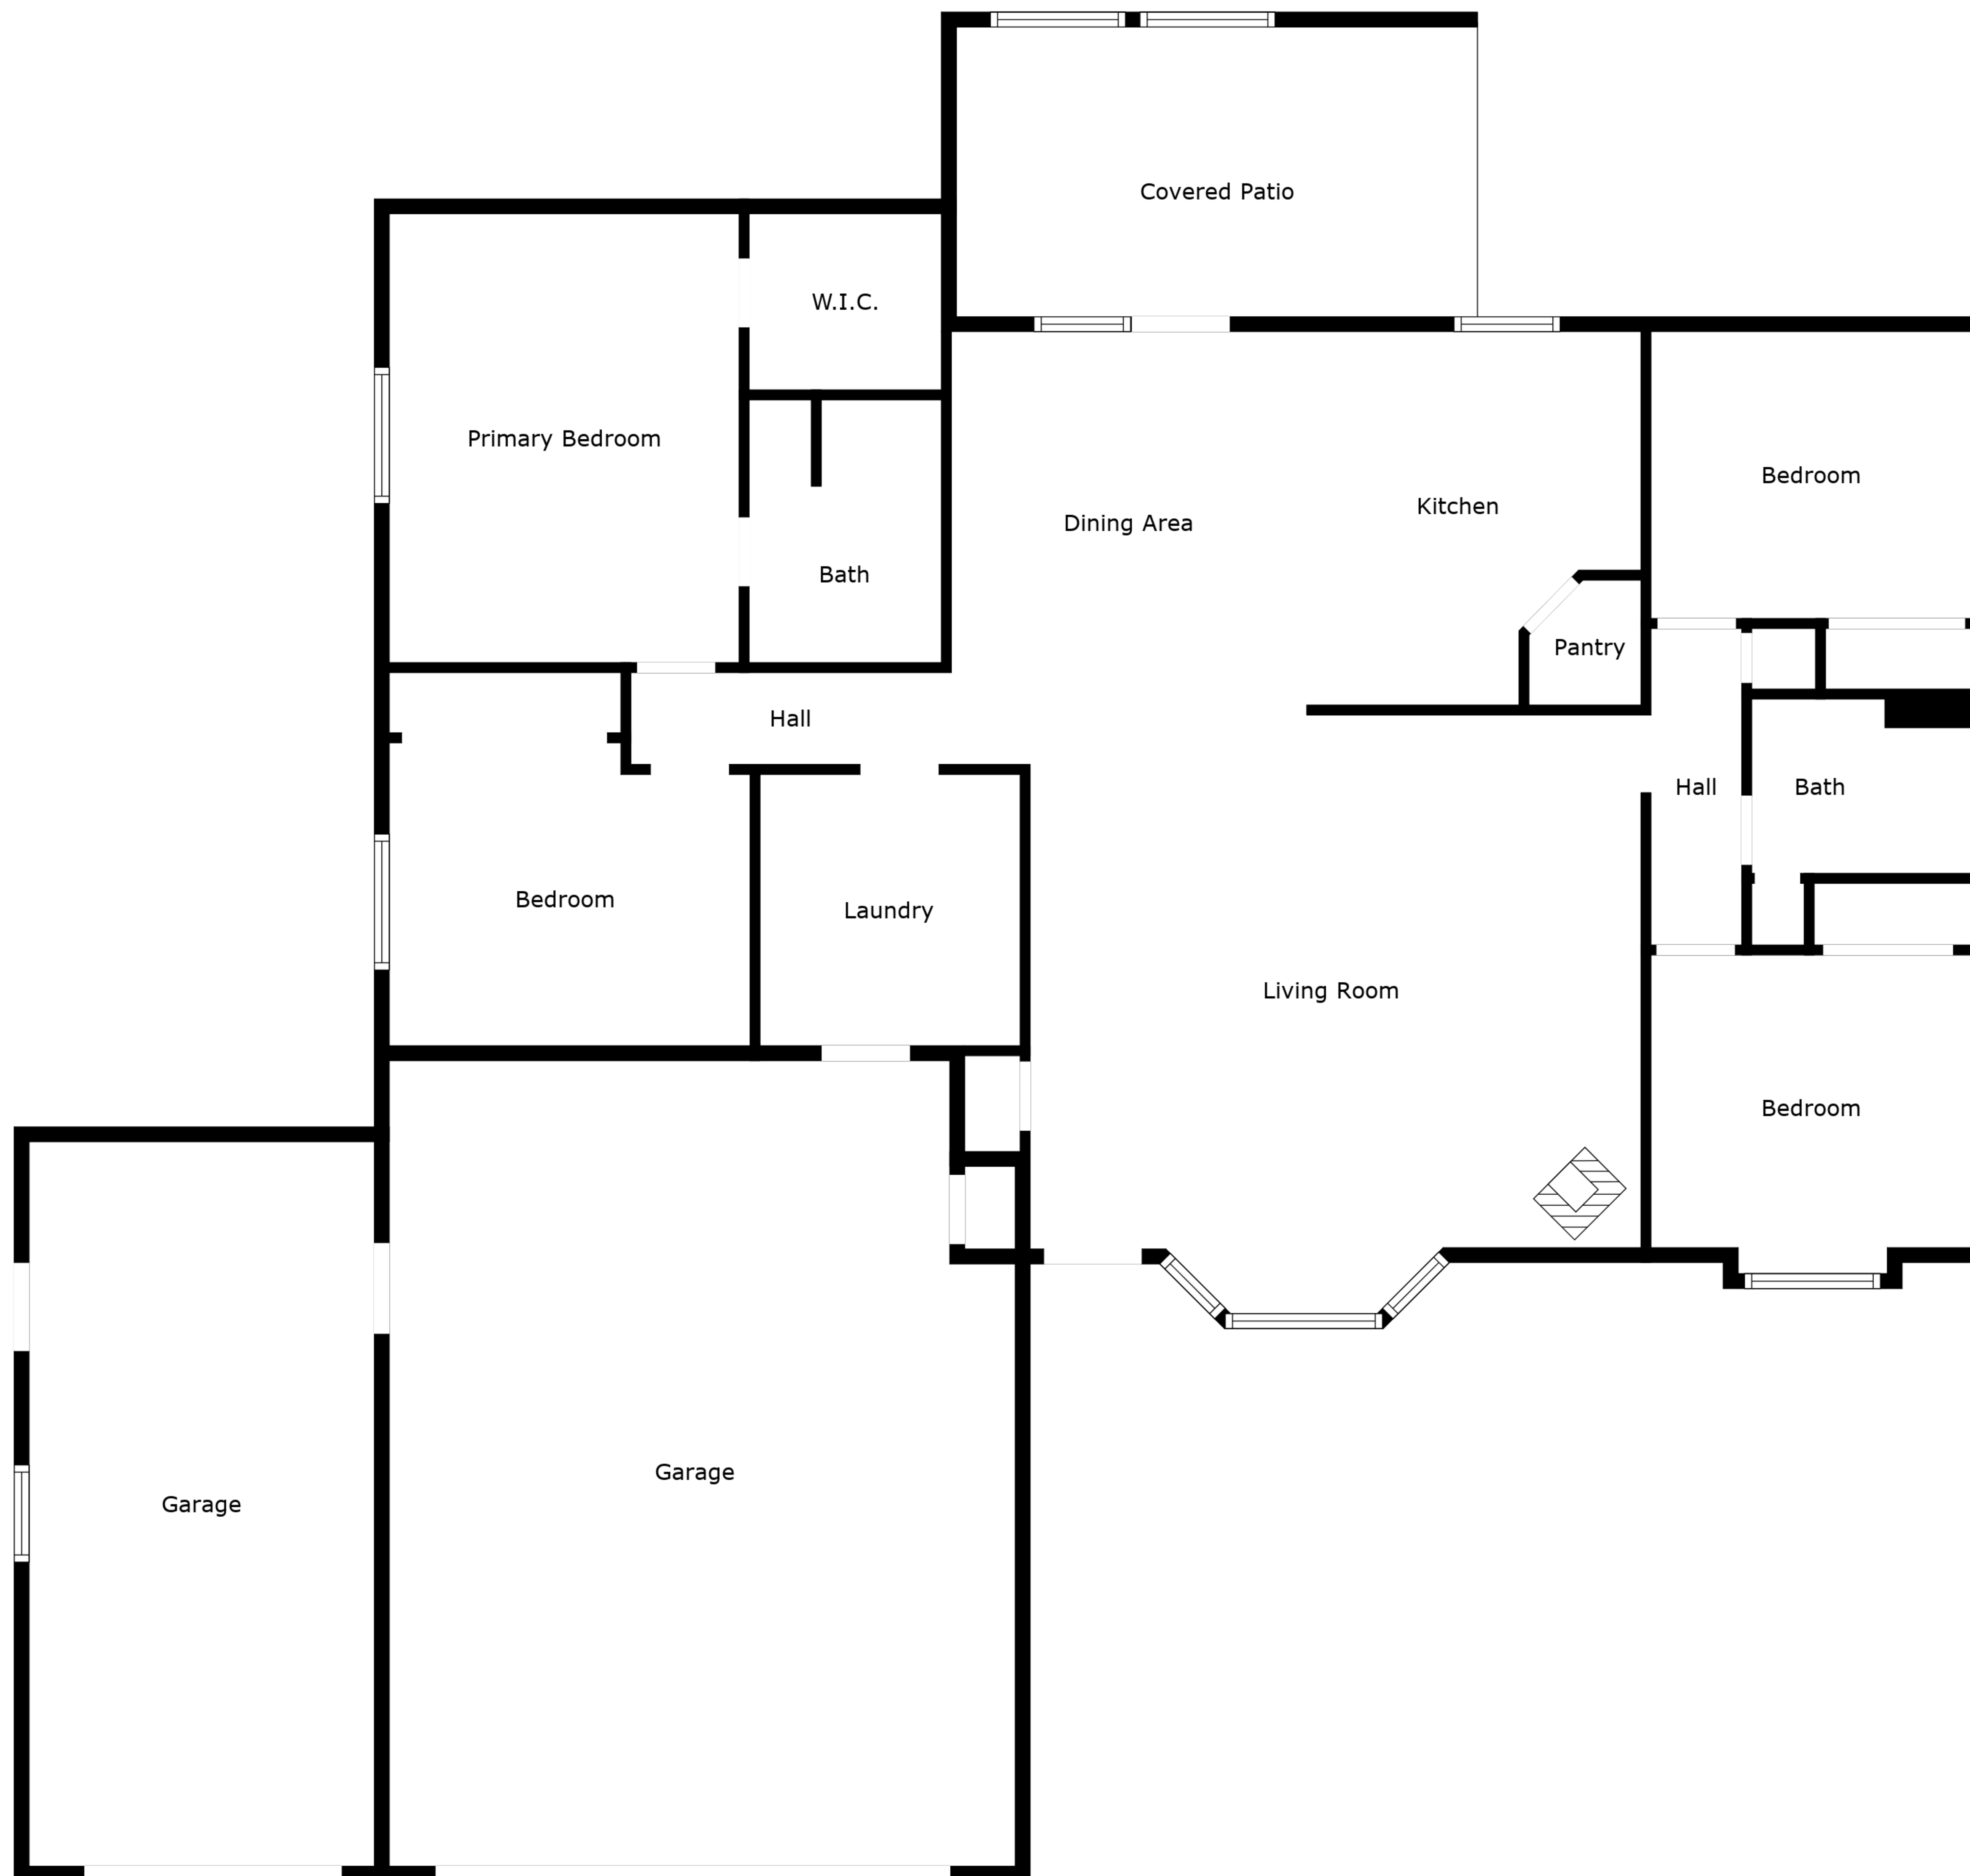 Covered Patio
W.I.C.
Primary Bedroom
Bedroom
Kitchen
Dining Area
Bath
Pantry
Hall
Hall
Bath
Bedroom
Laundry
Living Room
Bedroom
Garage
Garage